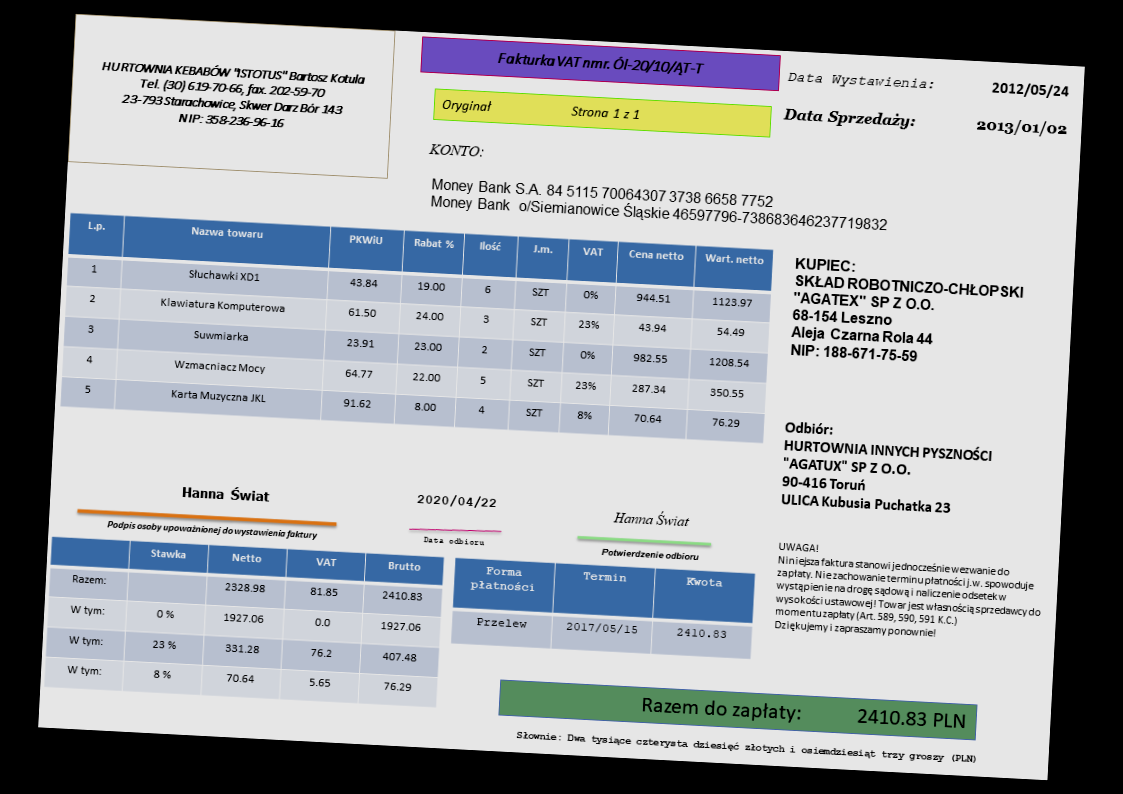 HURTOWNIA KEBABÓW "ISTOTUS" Bartosz Kotula
Tel. (30) 619-70-66, fax. 202-59-70
23-793 Starachowice, Skwer Darz Bór 143
NIP: 358-236-96-16
Fakturka VAT nmr. ÓI-20/10/ĄT-T
Oryginał Strona 1 z 1
Data Wystawienia: 2012/05/24
Data Sprzedaży: 2013/01/02
KONTO:
Money Bank S.A. 84 5115 70064307 3738 6658 7752
Money Bank o/Siemianowice Śląskie 46597796-738683646237719832
L.p. Nazwa towaru PKWiU Rabat % Ilość J.m. VAT Cena netto Wart. netto
1 Słuchawki XD1 43.84 19.00 6 SZT 0% 944.51 1123.97
2 Klawiatura Komputerowa 61.50 24.00 3 SZT 23% 43.94 54.49
3 Suwmiarka 23.91 23.00 2 SZT 0% 982.55 1208.54
4 Wzmacniacz Mocy 64.77 22.00 5 SZT 23% 287.34 350.55
5 Karta Muzyczna JKL 91.62 8.00 4 SZT 8% 70.64 76.29
KUPIEC:
SKŁAD ROBOTNICZO-CHŁOPSKI
"AGATEX" SP Z O.O.
68-154 Leszno
Aleja Czarna Rola 44
NIP: 188-671-75-59
Odbiór:
HURTOWNIA INNYCH PYSZNOŚCI
"AGATUX" SP Z O.O.
90-416 Toruń
ULICA Kubusia Puchatka 23
Hanna Świat
Podpis osoby upoważnionej do wystawienia faktury
2020/04/22
Data odbioru
Hanna Świat
Potwierdzenie odbioru
UWAGA!
Niniejsza faktura stanowi jednocześnie wezwanie do
zapłaty. Nie zachowanie terminu płatności j.w. spowoduje
wystąpienie na drogę sądową i naliczenie odsetek w
wysokości ustawowej! Towar jest własnością sprzedawcy do
momentu zapłaty (Art. 589, 590, 591 K.C.)
Dziękujemy i zapraszamy ponownie!
Stawka Netto VAT Brutto
Razem: 2328.98 81.85 2410.83
W tym: 0 % 1927.06 0.0 1927.06
W tym: 23 % 331.28 76.2 407.48
W tym: 8 % 70.64 5.65 76.29
Forma płatności Termin Kwota
Przelew 2017/05/15 2410.83
Razem do zapłaty: 2410.83 PLN
Słownie: Dwa tysiące czterysta dziesięć złotych i osiemdziesiąt trzy groszy (PLN)